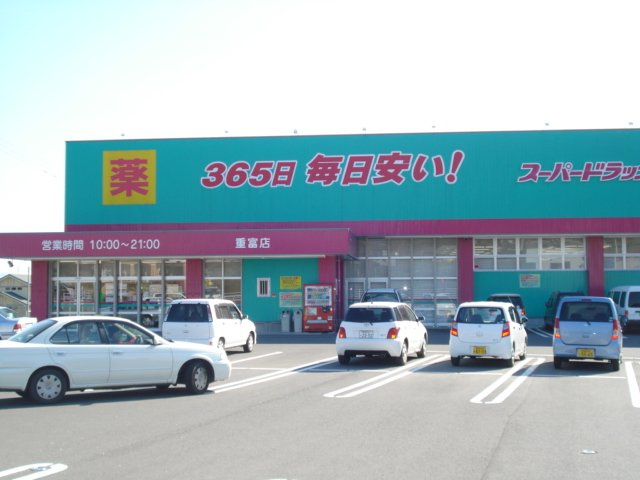 薬
365日 毎日安い!
スーパードラッ
営業時間 10:00～21:00
重富店